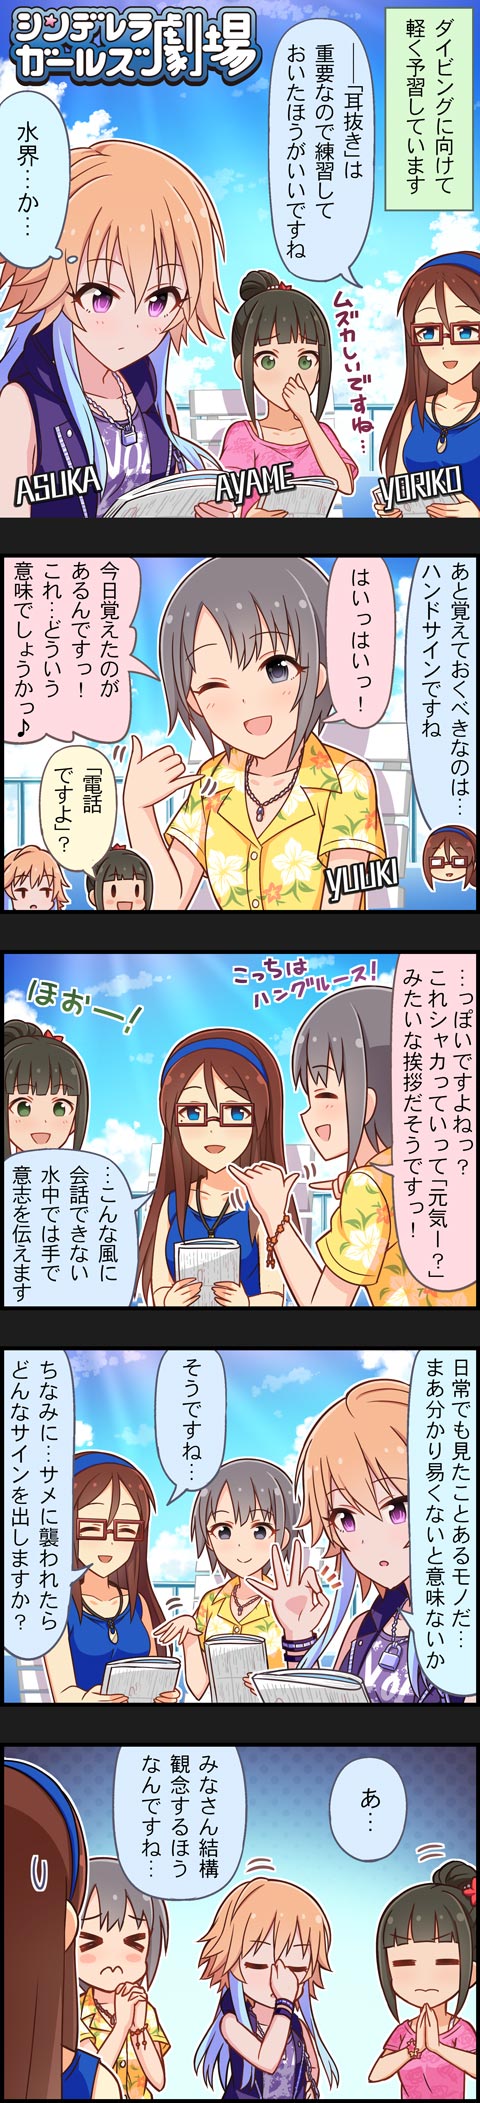 シンデレラ
ガールズ劇場
ダイビングに向けて
軽く予習しています
――「耳抜き」は
重要なので練習して
おいたほうがいいですね
ムズカしいですね…
水界…か…
ASUKA
AYAME
YORIKO
あと覚えておくべきなのは…
ハンドサインですね
はいっはいっ！
今日覚えたのが
あるんですっ！
これ…どういう
意味でしょうかっ♪
「電話
ですよ」？
YUUKI
…っぽいですよねっ？
これシャカっていって「元気ー？」
みたいな挨拶だそうですっ！
こっちは
ハングルース！
ほおー！
…こんな風に
会話できない
水中では手で
意志を伝えます
日常でも見たことあるモノだ…
まあ分かり易くないと意味ないか
そうですね…
ちなみに…サメに襲われたら
どんなサインを出しますか？
あ…
みなさん結構
観念するほう
なんですね…